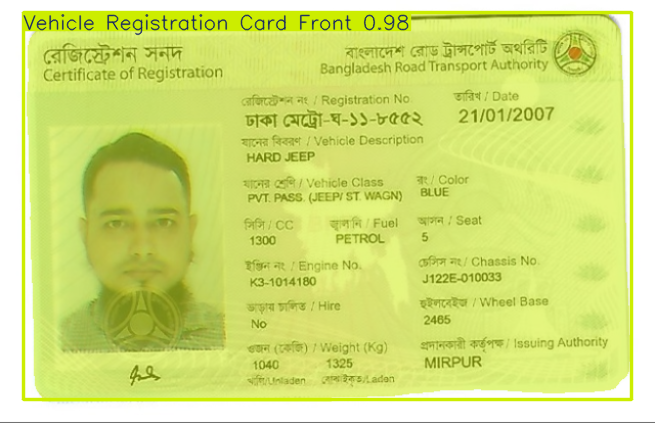 Vehicle Registration Card Front 0.98
রেজিস্ট্রেশন সনদ
Certificate of Registration
বাংলাদেশ রোড ট্রান্সপোর্ট অথরিটি
Bangladesh Road Transport Authority
রেজিস্ট্রেশন নং / Registration No
ঢাকা মেট্রো-ঘ-১১-৮৫৫২
তারিখ / Date
21/01/2007
যানের বিবরণ / Vehicle Description
HARD JEEP
যানের শ্রেণি / Vehicle Class
PVT. PASS. (JEEP/ ST. WAGN)
রং / Color
BLUE
সিসি / CC
1300
জ্বালানি / Fuel
PETROL
আসন / Seat
5
ইঞ্জিন নং / Engine No.
K3-1014180
চেসিস নং / Chassis No.
J122E-010033
ভাড়ায় চালিত / Hire
No
হুইলবেইজ / Wheel Base
2465
ওজন (কেজি) / Weight (Kg)
1040 1325
খালি/Unladen বোঝাইকৃত/Laden
প্রদানকারী কর্তৃপক্ষ / Issuing Authority
MIRPUR